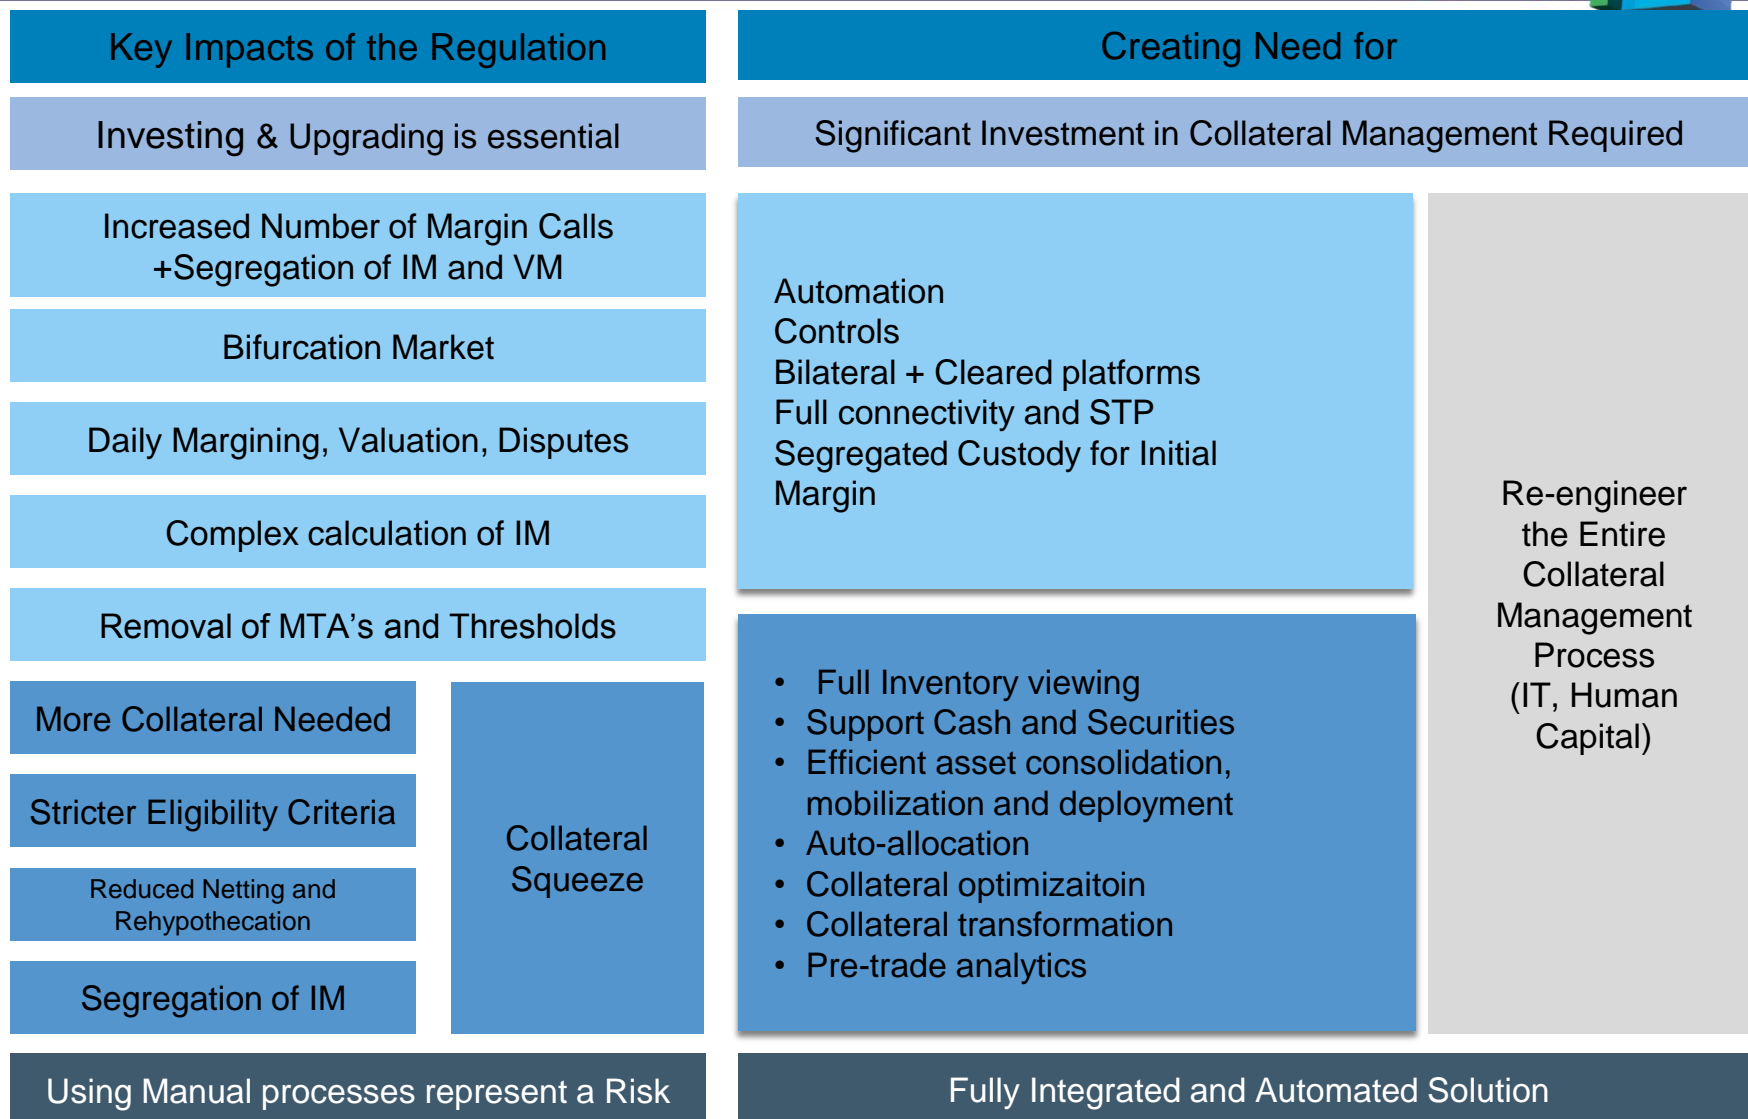 Key Impacts of the Regulation
Creating Need for
Investing & Upgrading is essential
Significant Investment in Collateral Management Required
Increased Number of Margin Calls
+Segregation of IM and VM
Bifurcation Market
Daily Margining, Valuation, Disputes
Complex calculation of IM
Removal of MTA’s and Thresholds
More Collateral Needed
Stricter Eligibility Criteria
Reduced Netting and
Rehypothecation
Segregation of IM
Collateral
Squeeze
Automation
Controls
Bilateral + Cleared platforms
Full connectivity and STP
Segregated Custody for Initial
Margin
• Full Inventory viewing
• Support Cash and Securities
• Efficient asset consolidation,
mobilization and deployment
• Auto-allocation
• Collateral optimizaitoin
• Collateral transformation
• Pre-trade analytics
Re-engineer
the Entire
Collateral
Management
Process
(IT, Human
Capital)
Using Manual processes represent a Risk
Fully Integrated and Automated Solution